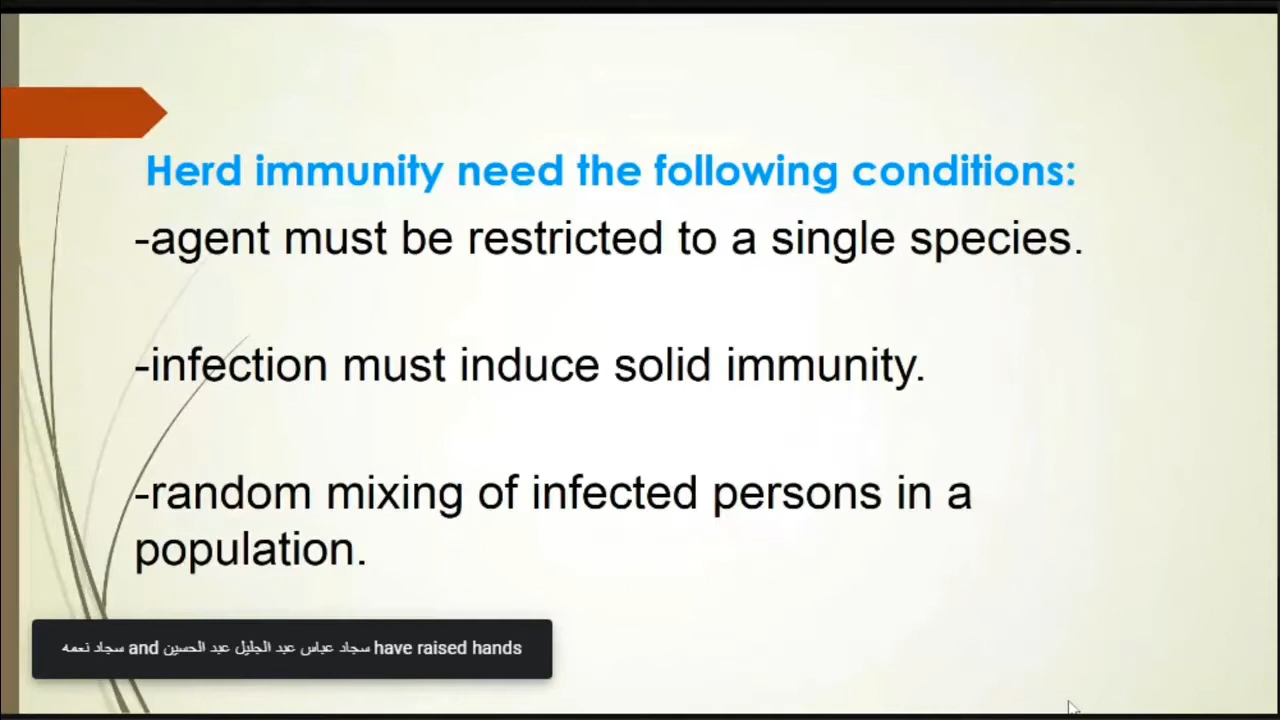 Herd immunity need the following conditions:
-agent must be restricted to a single species.
-infection must induce solid immunity.
-random mixing of infected persons in a
population.
سجاد نعمه and سجاد عباس عبد الجليل عبد الحسين have raised hands